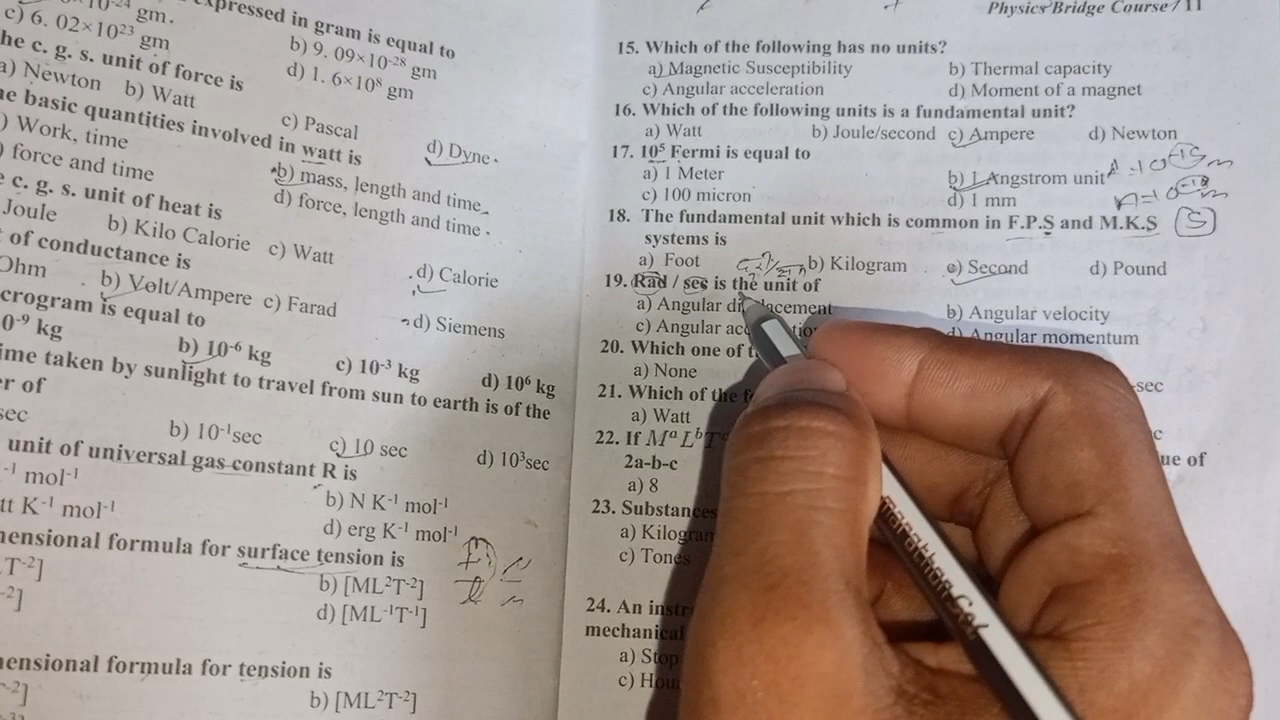 expressed in gram is equal to
gm.
c) 6. 02×10²³ gm
b) 9. 09×10⁻²⁸ gm
d) 1. 6×10⁸ gm
he c. g. s. unit of force is
a) Newton b) Watt
c) Pascal
d) Dyne
e basic quantities involved in watt is
) Work, time
b) mass, length and time
) force and time
d) force, length and time
e c. g. s. unit of heat is
Joule b) Kilo Calorie c) Watt
d) Calorie
of conductance is
Ohm b) Volt/Ampere c) Farad
d) Siemens
crogram is equal to
0⁻⁹ kg b) 10⁻⁶ kg c) 10⁻³ kg d) 10⁶ kg
ime taken by sunlight to travel from sun to earth is of the
er of
sec b) 10⁻¹sec c) 10 sec d) 10³sec
unit of universal gas constant R is
⁻¹ mol⁻¹
b) N K⁻¹ mol⁻¹
tt K⁻¹ mol⁻¹
d) erg K⁻¹ mol⁻¹
ensional formula for surface tension is
T⁻²]
b) [ML²T⁻²]
⁻²]
d) [ML⁻¹T⁻¹]
ensional formula for tension is
⁻²]
b) [ML²T⁻²]
Physics Bridge Course / 11
15. Which of the following has no units?
a) Magnetic Susceptibility b) Thermal capacity
c) Angular acceleration d) Moment of a magnet
16. Which of the following units is a fundamental unit?
a) Watt b) Joule/second c) Ampere d) Newton
17. 10⁵ Fermi is equal to
a) 1 Meter b) 1 Angstrom unit
c) 100 micron d) 1 mm
18. The fundamental unit which is common in F.P.S and M.K.S S
systems is
a) Foot b) Kilogram c) Second d) Pound
19. Rad / sec is the unit of
a) Angular b) Angular velocity
c) Angular d) Angular momentum
20. Which one of
a) None
-sec
21. Which of the
a) Watt
22. If MᵃLᵇT
ue of
2a-b-c
a) 8
23. Substances
a) Kilogram
c) Tones
24. An
mechanical
a) Stop
c)
marathon Gel